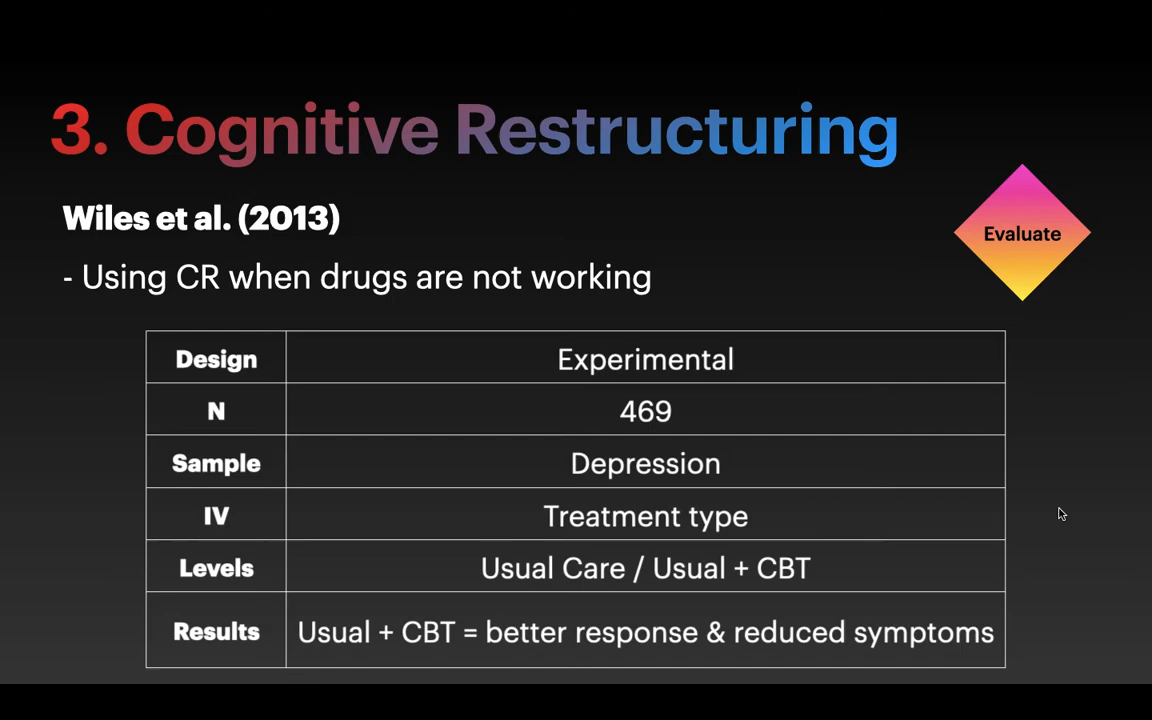 3. Cognitive Restructuring
Wiles et al. (2013)
Evaluate
- Using CR when drugs are not working
Design Experimental
N 469
Sample Depression
IV Treatment type
Levels Usual Care / Usual + CBT
Results Usual + CBT = better response & reduced symptoms